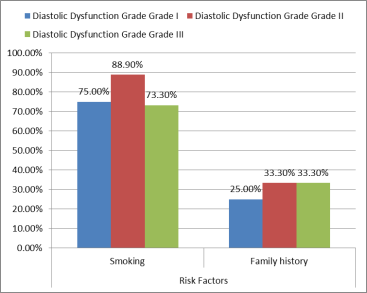 Diastolic Dysfunction Grade Grade I
Diastolic Dysfunction Grade Grade II
Diastolic Dysfunction Grade Grade III
100.00%
90.00%
80.00%
70.00%
60.00%
50.00%
40.00%
30.00%
20.00%
10.00%
0.00%
75.00%
88.90%
73.30%
25.00%
33.30%
33.30%
Smoking
Family history
Risk Factors